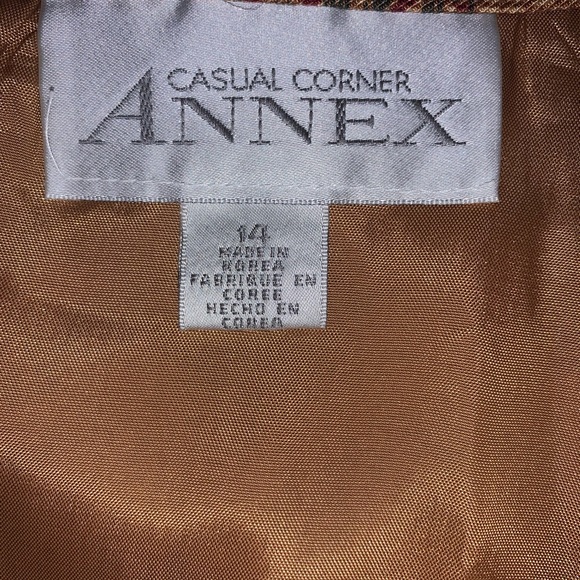 CASUAL CORNER
ANNEX
14
MADE IN
KOREA
FABRIQUE EN
COREE
HECHO EN
COREA